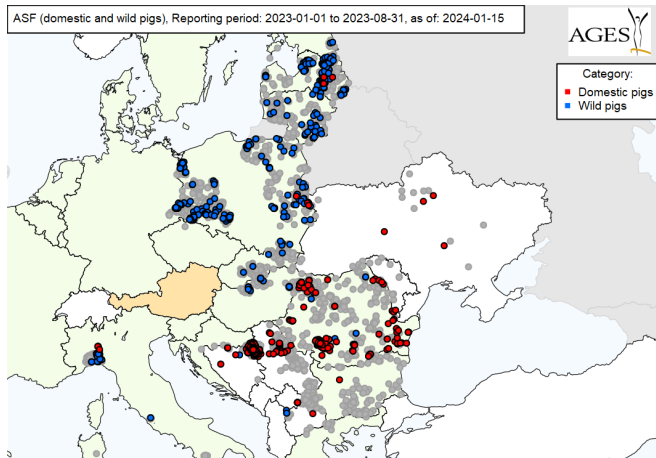 ASF (domestic and wild pigs), Reporting period: 2023-01-01 to 2023-08-31, as of: 2024-01-15
AGES
Category:
Domestic pigs
Wild pigs